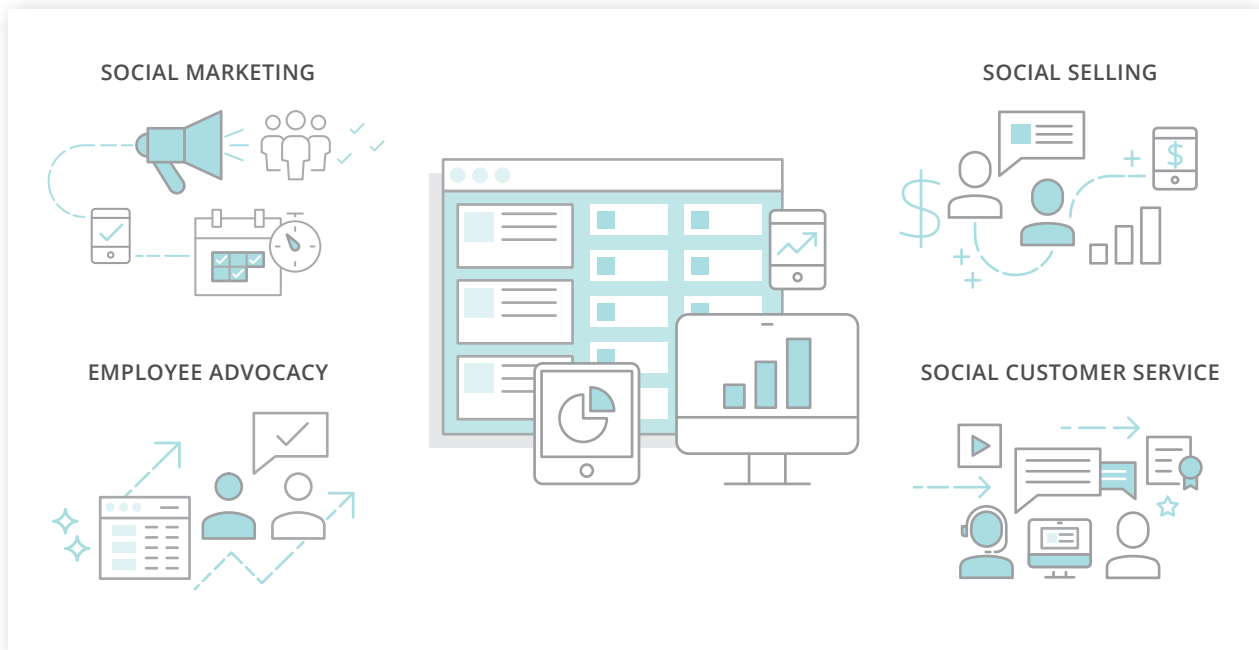 SOCIAL MARKETING
SOCIAL SELLING
$
$
EMPLOYEE ADVOCACY
SOCIAL CUSTOMER SERVICE